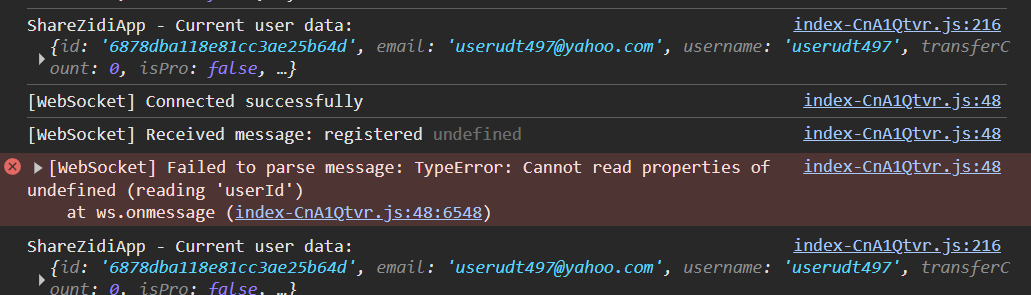 ShareZidiApp - Current user data: index-CnA1Qtvr.js:216
{id: '6878dba118e81cc3ae25b64d', email: 'userudt497@yahoo.com', username: 'userudt497', transferC
ount: 0, isPro: false, …}
[WebSocket] Connected successfully index-CnA1Qtvr.js:48
[WebSocket] Received message: registered undefined index-CnA1Qtvr.js:48
[WebSocket] Failed to parse message: TypeError: Cannot read properties of index-CnA1Qtvr.js:48
undefined (reading 'userId')
at ws.onmessage (index-CnA1Qtvr.js:48:6548)
ShareZidiApp - Current user data: index-CnA1Qtvr.js:216
{id: '6878dba118e81cc3ae25b64d', email: 'userudt497@yahoo.com', username: 'userudt497', transferC
ount: 0, isPro: false, …}